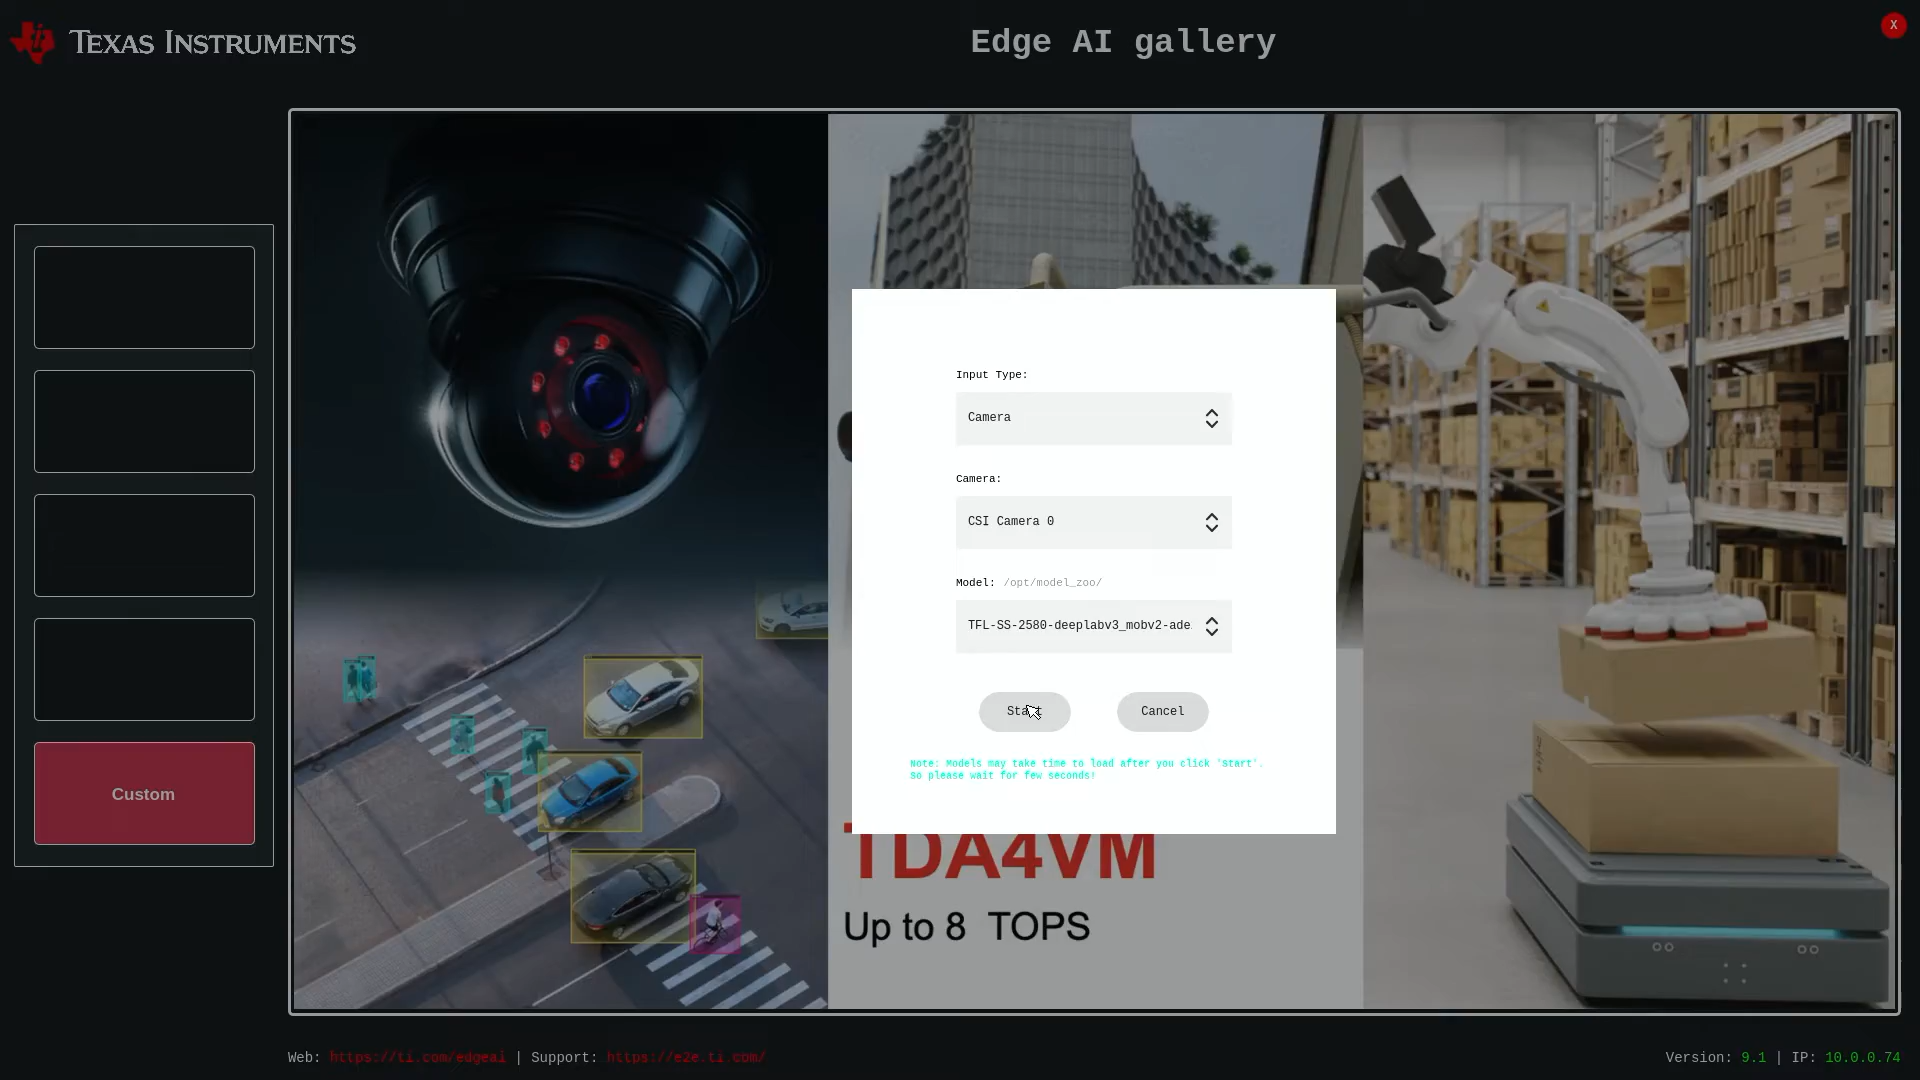 TEXAS INSTRUMENTS
Edge AI gallery
X
Input Type:
Camera
Camera:
CSI Camera 0
Model: /opt/model_zoo/
TFL-SS-2580-deeplabv3_mobv2-ade
Start
Cancel
Note: Models may take time to load after you click 'Start'.
So please wait for few seconds!
Custom
TDA4VM
Up to 8 TOPS
Web: https://ti.com/edgeai | Support: https://e2e.ti.com/
Version: 9.1 | IP: 10.0.0.74